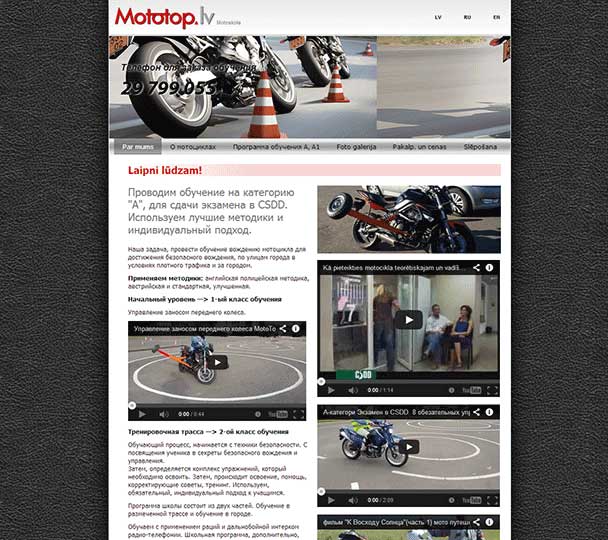 Mototop.lv Motoskola
LV RU EN
Телефон для заказа обучения
29 799 055
Par mums О мотоциклах Программа обучения A, A1 Foto galerija Pakalp. un cenas Slēpošana
Laipni lūdzam!
Проводим обучение на категорию
"А", для сдачи экзамена в CSDD.
Используем лучшие методики и
индивидуальный подход.
Наша задача, провести обучение вождению мотоцикла для
достижения безопасного вождения, по улицам города в
условиях плотного трафика и за городом.
Применяем методики: английская полицейская методика,
австрийская и стандартная, улучшенная.
Начальный уровень —> 1-ый класс обучения
Управление заносом переднего колеса.
Управление заносом переднего колеса MotoTo
0:00 / 0:44 YouTube
Тренировочная трасса —> 2-ой класс обучения
Обучающий процесс, начинается с техники безопасности. С
посвящения ученика в секреты безопасного вождения и
управления.
Затем, определяется комплекс упражнений, который
необходимо освоить. Затем, происходит освоение, помощь,
корректирующие советы, тренинг. Используем,
обязательный, индивидуальный подход к учащимся.
Программа школы состоит из двух частей. Обучение в
размеченной трассе и обучение в городе.
Обучаем с применением раций и дальнобойной интерком
радио-телефонии. Школьная программа, дополнительно,
Kā pieteikties motocikla teorētiskajam un vadīš...
CSDD
0:00 / 1:14 YouTube
А-категори Экзамен в CSDD. 8 обязательных упр
0:00 / 2:09 YouTube
фильм "К Восходу Солнца"(часть 1) мото путеш